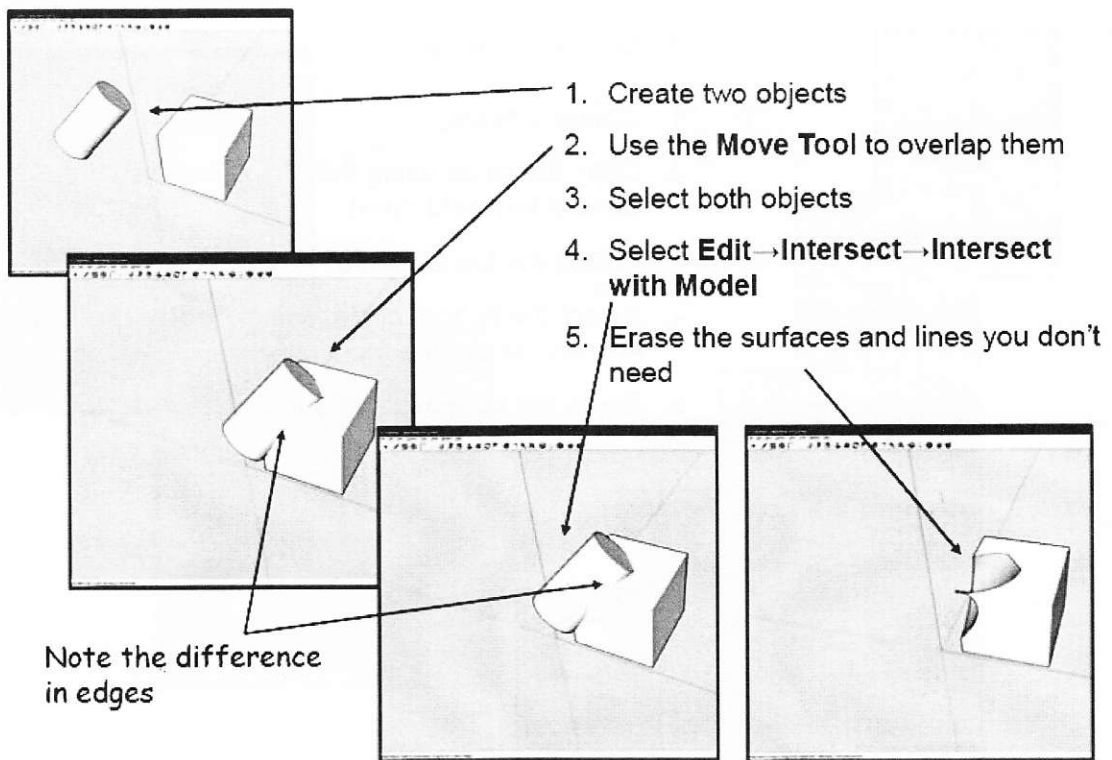 1. Create two objects
2. Use the Move Tool to overlap them
3. Select both objects
4. Select Edit→Intersect→Intersect
with Model
5. Erase the surfaces and lines you don't
need
Note the difference
in edges